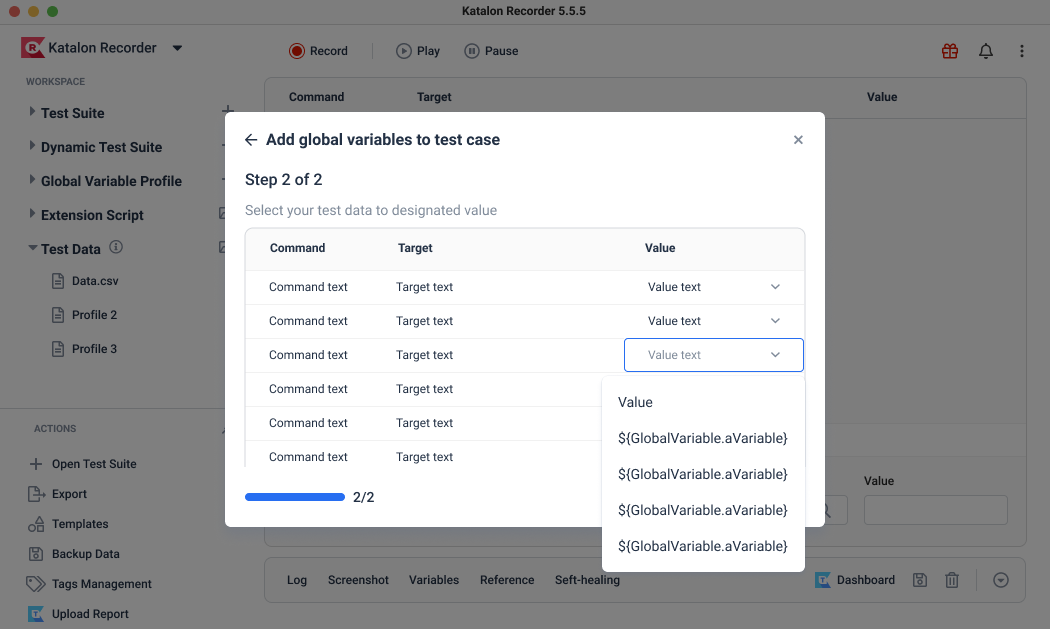 Katalon Recorder 5.5.5
Katalon Recorder
Record
Play
Pause
WORKSPACE
Test Suite
Dynamic Test Suite
Global Variable Profile
Extension Script
Test Data
Data.csv
Profile 2
Profile 3
ACTIONS
Open Test Suite
Export
Templates
Backup Data
Tags Management
Upload Report
Command Target Value
Add global variables to test case
Step 2 of 2
Select your test data to designated value
Command Target Value
Command text Target text Value text
Command text Target text Value text
Command text Target text Value text
Command text Target text
Command text Target text
Command text Target text
Value
${GlobalVariable.aVariable}
${GlobalVariable.aVariable}
${GlobalVariable.aVariable}
${GlobalVariable.aVariable}
2/2
Value
Log Screenshot Variables Reference Seft-healing
Dashboard